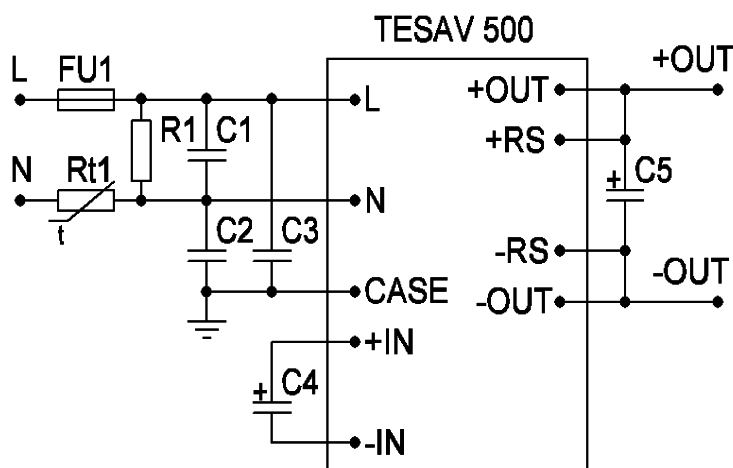 TESAV 500
L
FU1
+OUT
+OUT
R1
C1
L
+RS
N
Rt1
C5
+
t
N
C2
C3
-RS
-OUT
CASE
-OUT
+IN
C4
+
-IN